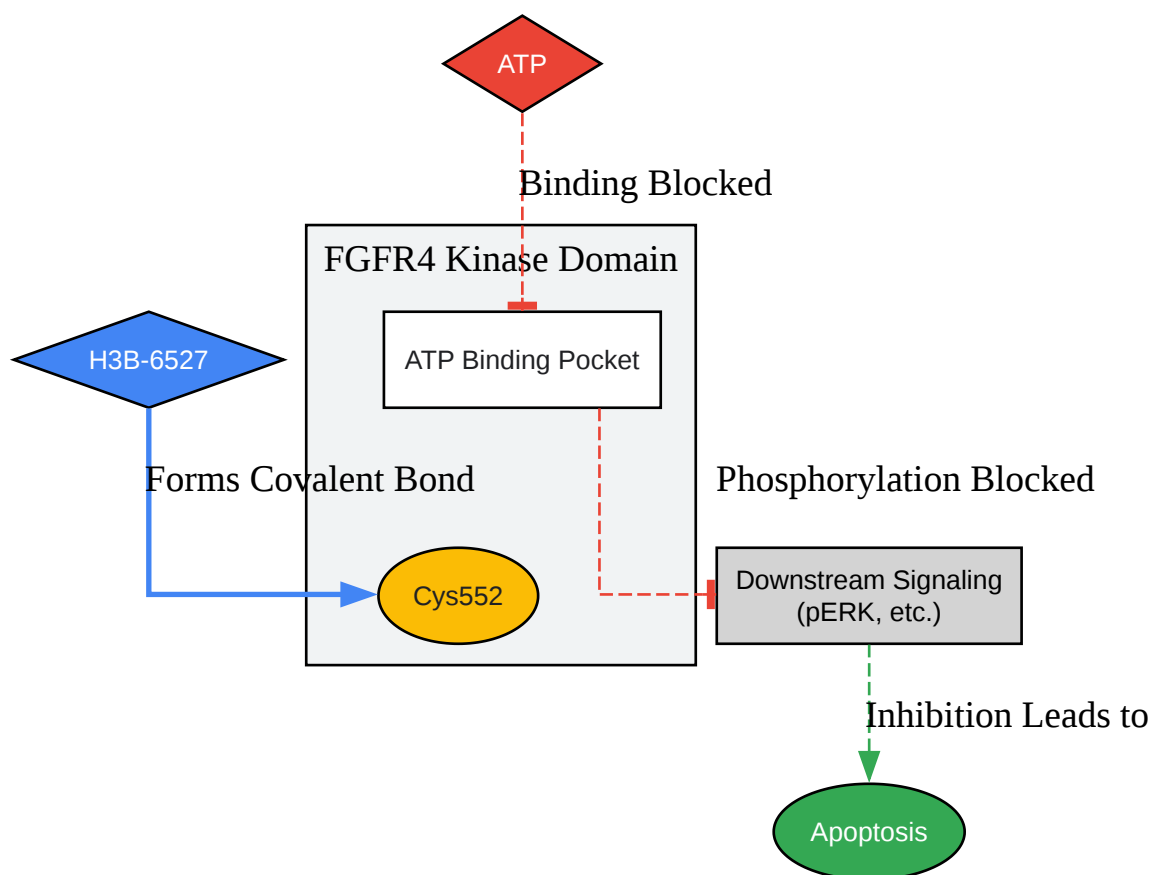 ATP
Binding Blocked
FGFR4 Kinase Domain
H3B-6527
ATP Binding Pocket
Forms Covalent Bond
Phosphorylation Blocked
Cys552
Downstream Signaling
(pERK, etc.)
Inhibition Leads to
Apoptosis